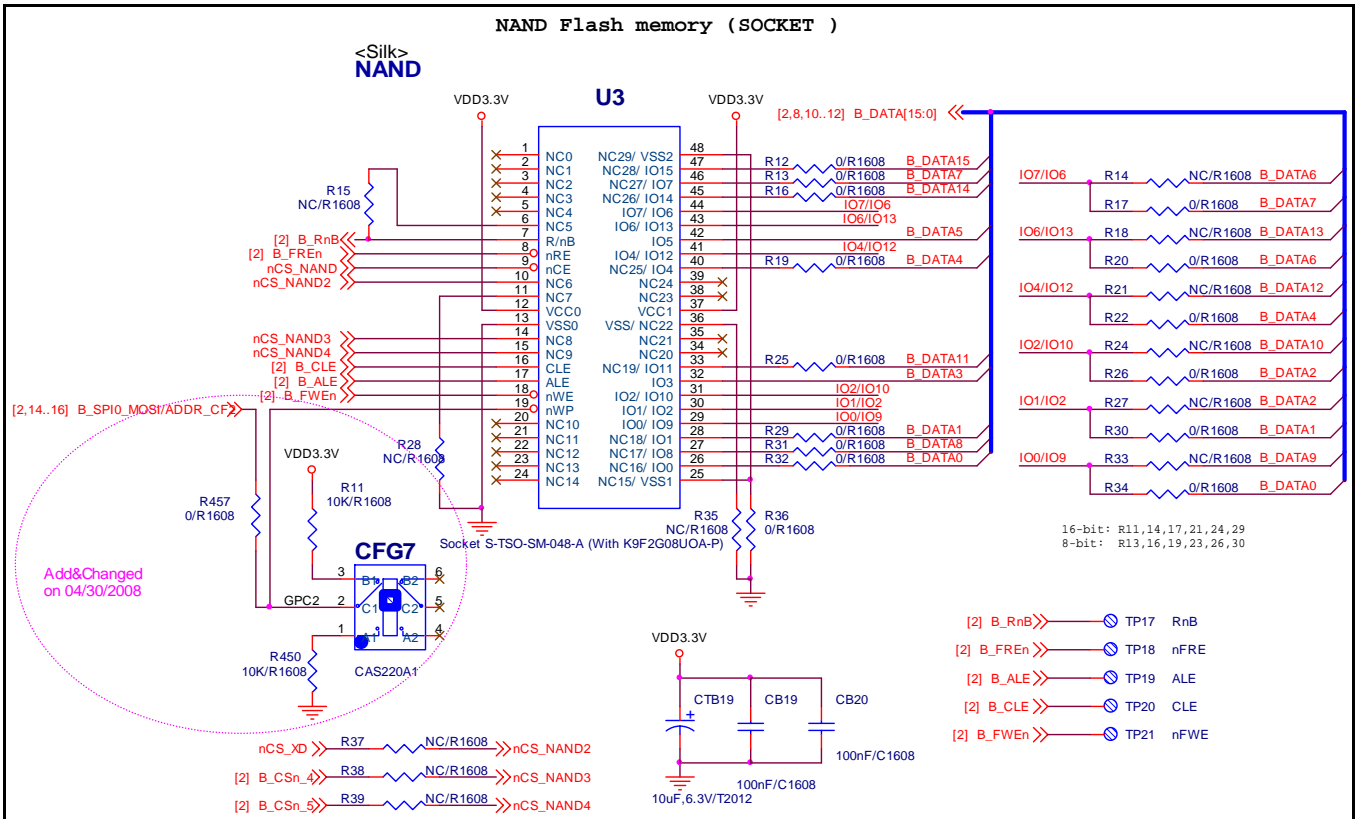 NAND Flash memory (SOCKET )
<Silk>
NAND
U3
VDD3.3V
VDD3.3V
[2,8,10..12] B_DATA[15:0]
1 NC0 NC29/ VSS2 48
2 NC1 NC28/ IO15 47 R12 0/R1608 B_DATA15
3 NC2 NC27/ IO7 46 R13 0/R1608 B_DATA7
4 NC3 NC26/ IO14 45 R16 0/R1608 B_DATA14
5 NC4 IO7/ IO6 44 IO7/IO6
6 NC5 IO6/ IO13 43 IO6/IO13
7 R/nB IO5 42 B_DATA5
8 nRE IO4/ IO12 41 IO4/IO12
9 nCE NC25/ IO4 40 R19 0/R1608 B_DATA4
10 NC6 NC24 39
11 NC7 NC23 38
12 VCC0 VCC1 37
13 VSS0 VSS/ NC22 36
14 NC8 NC21 35
15 NC9 NC20 34
16 CLE NC19/ IO11 33 R25 0/R1608 B_DATA11
17 ALE IO3 32 B_DATA3
18 nWE IO2/ IO10 31 IO2/IO10
19 nWP IO1/ IO2 30 IO1/IO2
20 NC10 IO0/ IO9 29 IO0/IO9
21 NC11 NC18/ IO1 28 R29 0/R1608 B_DATA1
22 NC12 NC17/ IO8 27 R31 0/R1608 B_DATA8
23 NC13 NC16/ IO0 26 R32 0/R1608 B_DATA0
24 NC14 NC15/ VSS1 25
R15
NC/R1608
[2] B_RnB
[2] B_FREn
nCS_NAND
nCS_NAND2
nCS_NAND3
nCS_NAND4
[2] B_CLE
[2] B_ALE
[2] B_FWEn
[2,14..16] B_SPI0_MOSI/ADDR_CF2
R28
NC/R1608
R35
NC/R1608
R36
0/R1608
Socket S-TSO-SM-048-A (With K9F2G08UOA-P)
IO7/IO6 R14 NC/R1608 B_DATA6
R17 0/R1608 B_DATA7
IO6/IO13 R18 NC/R1608 B_DATA13
R20 0/R1608 B_DATA6
IO4/IO12 R21 NC/R1608 B_DATA12
R22 0/R1608 B_DATA4
IO2/IO10 R24 NC/R1608 B_DATA10
R26 0/R1608 B_DATA2
IO1/IO2 R27 NC/R1608 B_DATA2
R30 0/R1608 B_DATA1
IO0/IO9 R33 NC/R1608 B_DATA9
R34 0/R1608 B_DATA0
16-bit: R11,14,17,21,24,29
8-bit: R13,16,19,23,26,30
VDD3.3V
R11
10K/R1608
R457
0/R1608
Add&Changed
on 04/30/2008
CFG7
3 B1 B2 6
GPC2 2 C1 C2 5
1 A1 A2 4
R450
10K/R1608
CAS220A1
nCS_XD R37 NC/R1608 nCS_NAND2
[2] B_CSn_4 R38 NC/R1608 nCS_NAND3
[2] B_CSn_5 R39 NC/R1608 nCS_NAND4
VDD3.3V
CTB19
+
CB19
CB20
100nF/C1608
100nF/C1608
10uF,6.3V/T2012
[2] B_RnB TP17 RnB
[2] B_FREn TP18 nFRE
[2] B_ALE TP19 ALE
[2] B_CLE TP20 CLE
[2] B_FWEn TP21 nFWE